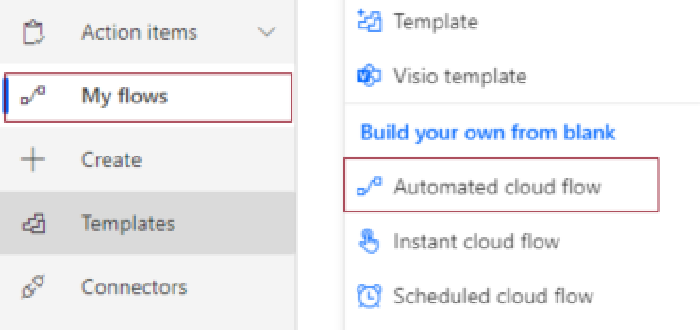 Action items
My flows
Create
Templates
Connectors
Template
Visio template
Build your own from blank
Automated cloud flow
Instant cloud flow
Scheduled cloud flow